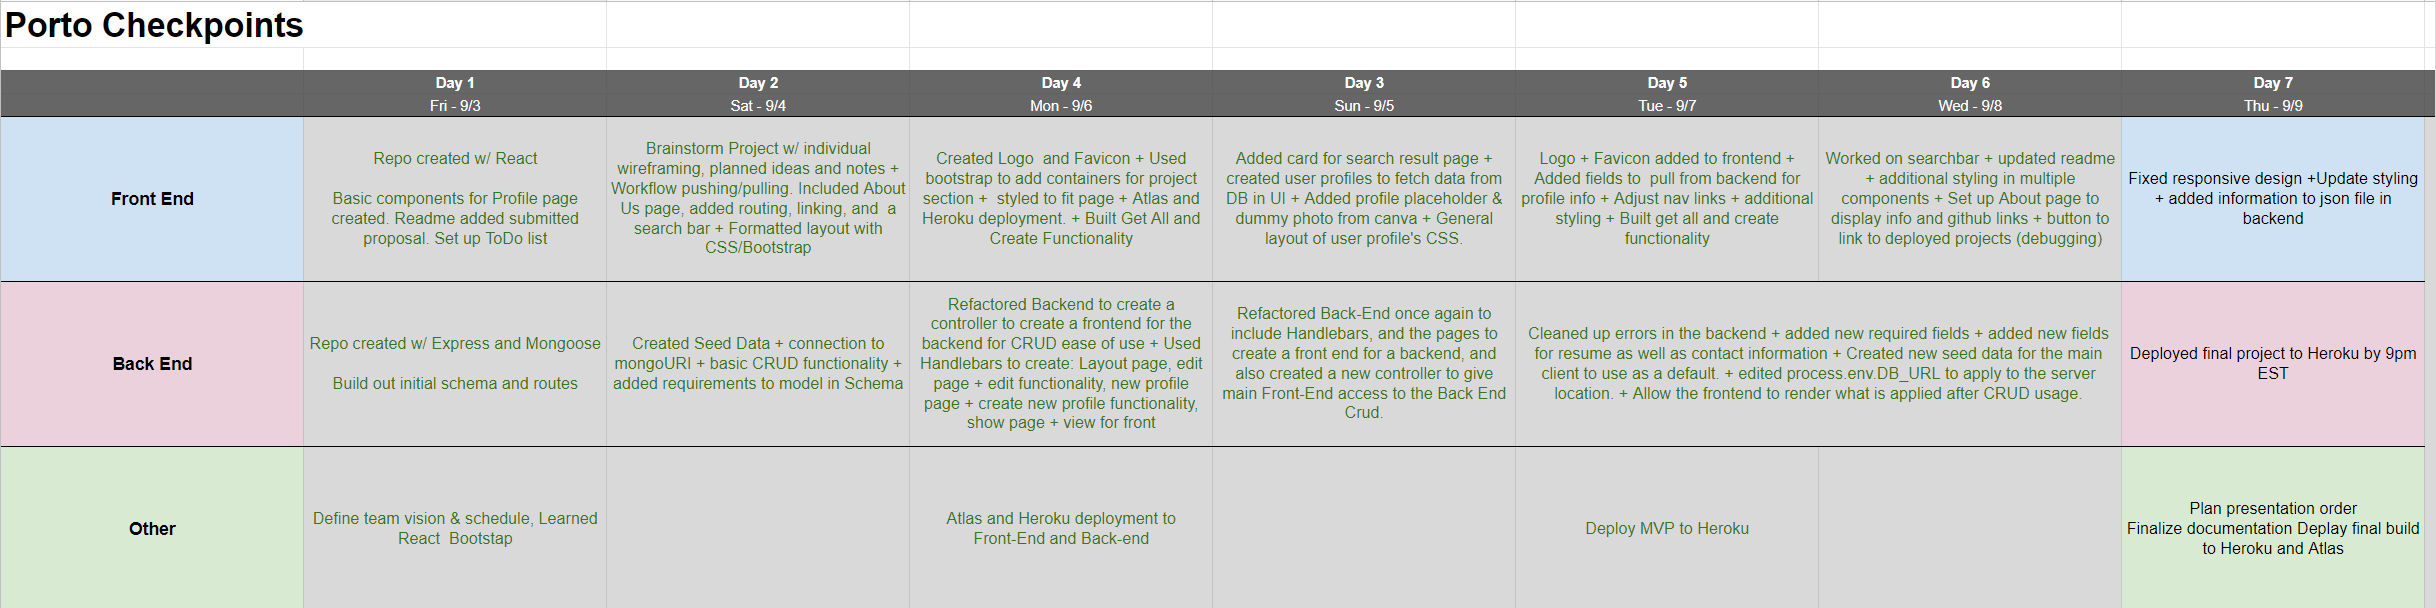 Porto Checkpoints
Day 1
Day 2
Day 4
Day 3
Day 5
Day 6
Day 7
Fri - 9/3
Sat - 9/4
Mon - 9/6
Sun - 9/5
Tue - 9/7
Wed - 9/8
Thu - 9/9
Front End
Repo created w/ React
Basic components for Profile page
created. Readme added submitted
proposal. Set up ToDo list
Brainstorm Project w/ individual
wireframing, planned ideas and notes +
Workflow pushing/pulling. Included About
Us page, added routing, linking, and a
search bar + Formatted layout with
CSS/Bootstrap
Created Logo and Favicon + Used
bootstrap to add containers for project
section + styled to fit page + Atlas and
Heroku deployment. + Built Get All and
Create Functionality
Added card for search result page +
created user profiles to fetch data from
DB in UI + Added profile placeholder &
dummy photo from canva + General
layout of user profile's CSS.
Logo + Favicon added to frontend +
Added fields to pull from backend for
profile info + Adjust nav links + additional
styling + Built get all and create
functionality
Worked on searchbar + updated readme
+ additional styling in multiple
components + Set up About page to
display info and github links + button to
link to deployed projects (debugging)
Fixed responsive design +Update styling
+ added information to json file in
backend
Back End
Repo created w/ Express and Mongoose
Build out initial schema and routes
Created Seed Data + connection to
mongoURI + basic CRUD functionality +
added requirements to model in Schema
Refactored Backend to create a
controller to create a frontend for the
backend for CRUD ease of use + Used
Handlebars to create: Layout page, edit
page + edit functionality, new profile
page + create new profile functionality,
show page + view for front
Refactored Back-End once again to
include Handlebars, and the pages to
create a front end for a backend, and
also created a new controller to give
main Front-End access to the Back End
Crud.
Cleaned up errors in the backend + added new required fields + added new fields
for resume as well as contact information + Created new seed data for the main
client to use as a default. + edited process.env.DB_URL to apply to the server
location. + Allow the frontend to render what is applied after CRUD usage.
Deployed final project to Heroku by 9pm
EST
Other
Define team vision & schedule, Learned
React Bootstap
Atlas and Heroku deployment to
Front-End and Back-end
Deploy MVP to Heroku
Plan presentation order
Finalize documentation Deplay final build
to Heroku and Atlas